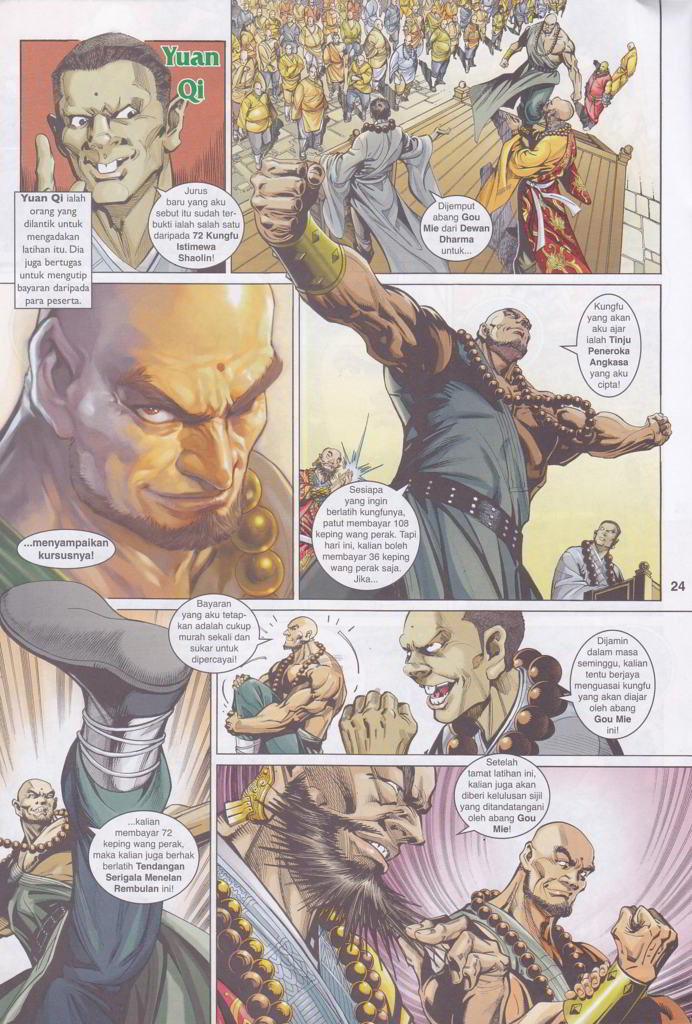 Yuan
Qi
Yuan Qi ialah
orang yang
dilantik untuk
mengadakan
latihan itu. Dia
juga bertugas
untuk mengutip
bayaran daripada
para peserta.
Jurus
baru yang aku
sebut itu sudah ter-
bukti ialah salah satu
daripada 72 Kungfu
Istimewa
Shaolin!
Dijemput
abang Gou
Mie dari Dewan
Dharma
untuk...
...menyampaikan
kursusnya!
Kungfu
yang akan
aku ajar
ialah Tinju
Peneroka
Angkasa
yang aku
cipta!
Sesiapa
yang ingin
berlatih kungfunya,
patut membayar 108
keping wang perak. Tapi
hari ini, kalian boleh
membayar 36 keping
wang perak saja.
Jika...
24
...kalian
membayar 72
keping wang perak,
maka kalian juga berhak
berlatih Tendangan
Serigala Menelan
Rembulan ini!
Bayaran
yang aku tetap-
kan adalah cukup
murah sekali dan
sukar untuk
dipercayai!
Dijamin
dalam masa
seminggu, kalian
tentu berjaya
menguasai kungfu
yang akan diajar
oleh abang
Gou Mie
ini!
Setelah
tamat latihan ini,
kalian juga akan
diberi kelulusan sijil
yang ditandatangani
oleh abang Gou
Mie!